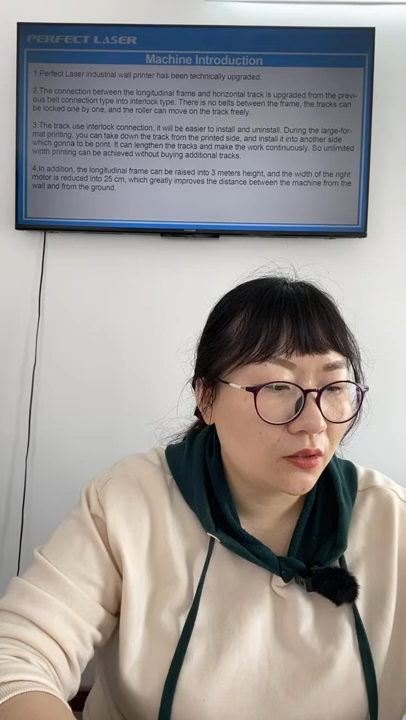 PERFECT LASER
Machine Introduction
1.Perfect Laser industrial wall printer has been technically upgraded.
2.The connection between the longitudinal frame and horizontal track is upgraded from the previ-
ous belt connection type into interlock type. There is no belts between the frame, the tracks can
be locked one by one, and the roller can move on the track freely.
3.The track use interlock connection, it will be easier to install and uninstall. During the large-for-
mat printing, you can take down the track from the printed side, and install it into another side
which gonna to be print. It can lengthen the tracks and make the work continuously. So unlimited
width printing can be achieved without buying additional tracks.
4.In addition, the longitudinal frame can be raised into 3 meters height, and the width of the right
motor is reduced into 25 cm, which greatly improves the distance between the machine from the
wall and from the ground.